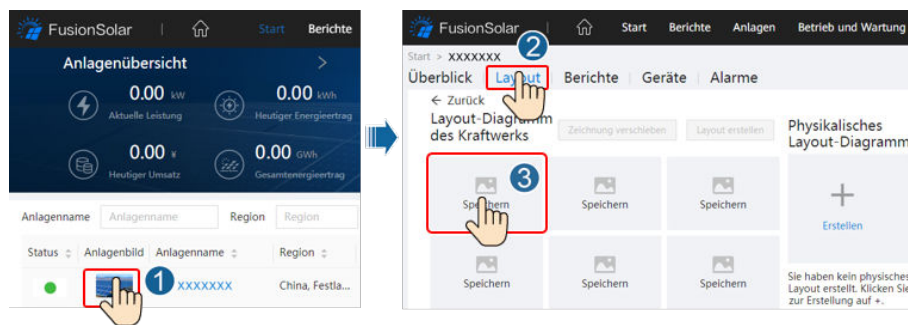 FusionSolar
Start Berichte
Anlagenübersicht >
0.00 kW
Aktuelle Leistung
0.00 kWh
Heutiger Energieertrag
0.00 ¥
Heutiger Umsatz
0.00 GWh
Gesamtenergieertrag
Anlagenname Anlagenname Region Region
Status Anlagenbild Anlagenname Region
1
XXXXXXX China, Festla...
FusionSolar
Start Berichte Anlagen Betrieb und Wartung
Start > XXXXXXX
2
Überblick Layout Berichte Geräte Alarme
← Zurück
Layout-Diagramm
des Kraftwerks
Zeichnung verschieben Layout erstellen
Physikalisches
Layout-Diagramm
3
Speichern Speichern Speichern
+
Erstellen
Speichern Speichern Speichern
Sie haben kein physisches
Layout erstellt. Klicken Sie
zur Erstellung auf +.